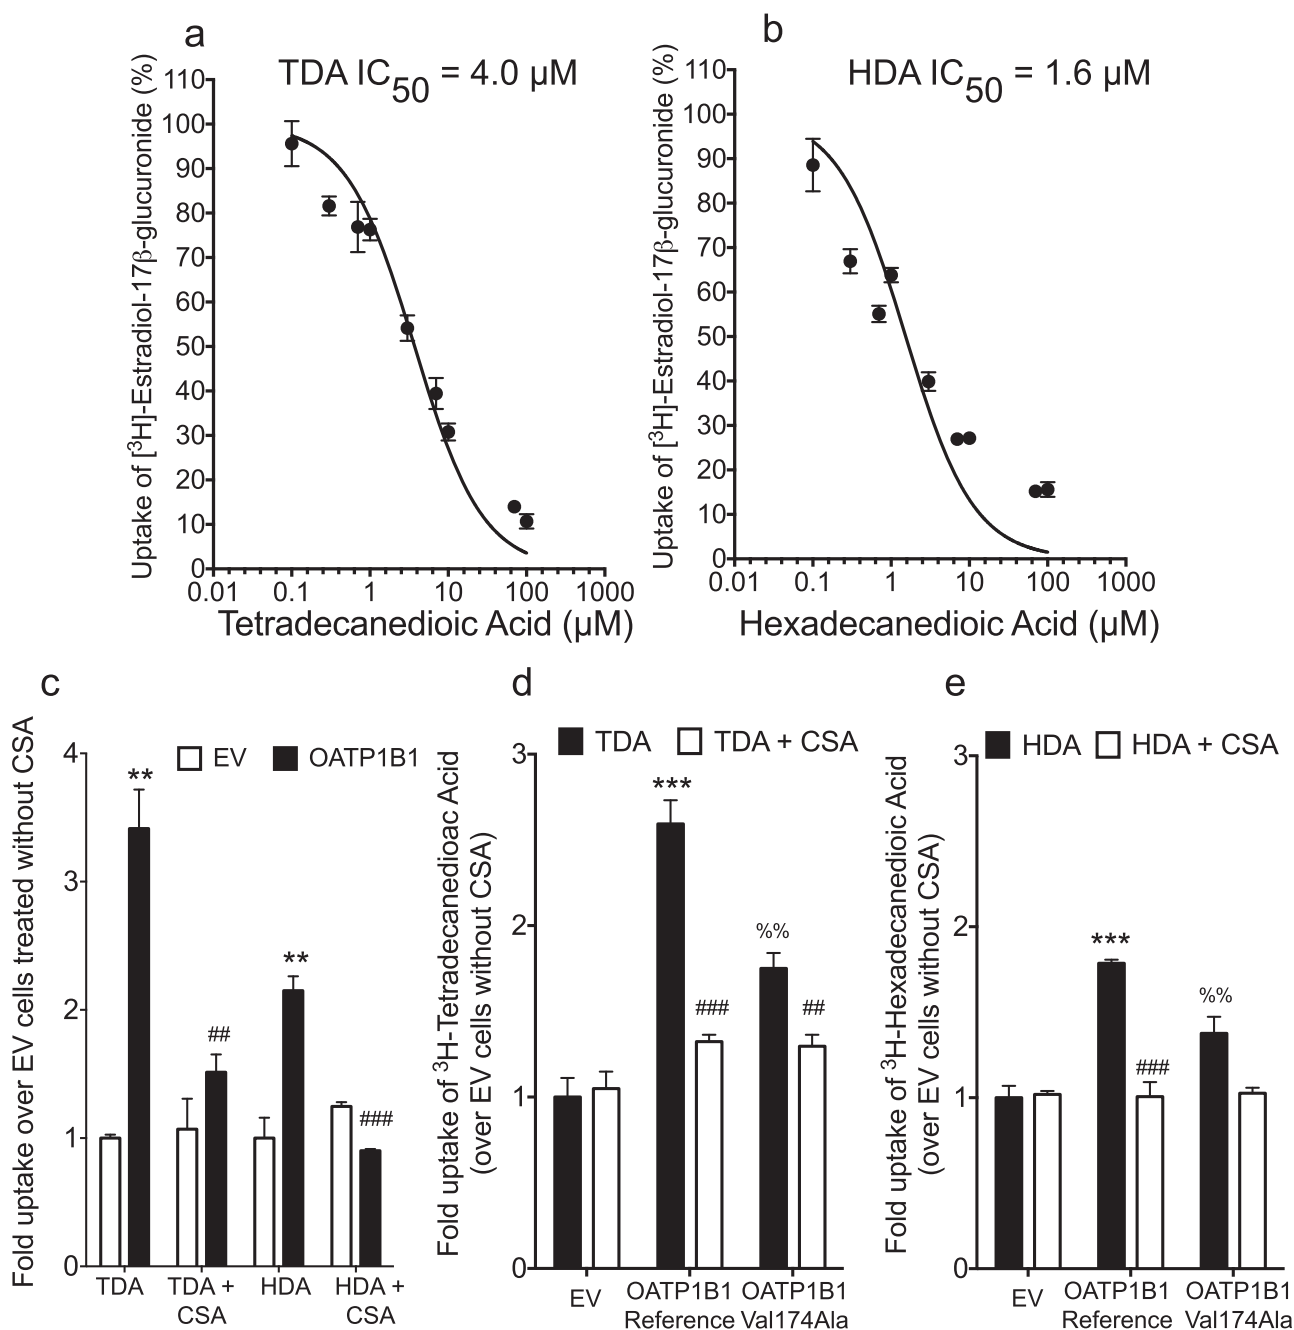 a
TDA IC50 = 4.0 µM
Uptake of [3H]-Estradiol-17β-glucuronide (%)
110
100
90
80
70
60
50
40
30
20
10
0
0.01 0.1 1 10 100 1000
Tetradecanedioic Acid (µM)
b
HDA IC50 = 1.6 µM
Uptake of [3H]-Estradiol-17β-glucuronide (%)
110
100
90
80
70
60
50
40
30
20
10
0
0.01 0.1 1 10 100 1000
Hexadecanedioic Acid (µM)
c
EV OATP1B1
Fold uptake over EV cells treated without CSA
4
3
2
1
0
**
##
**
###
TDA TDA + HDA HDA +
CSA CSA
d
TDA TDA + CSA
Fold uptake of 3H-Tetradecanedioac Acid
(over EV cells without CSA)
3
2
1
0
***
###
%%
##
EV OATP1B1 OATP1B1
Reference Val174Ala
e
HDA HDA + CSA
Fold uptake of 3H-Hexadecanedioic Acid
(over EV cells without CSA)
3
2
1
0
***
###
%%
EV OATP1B1 OATP1B1
Reference Val174Ala